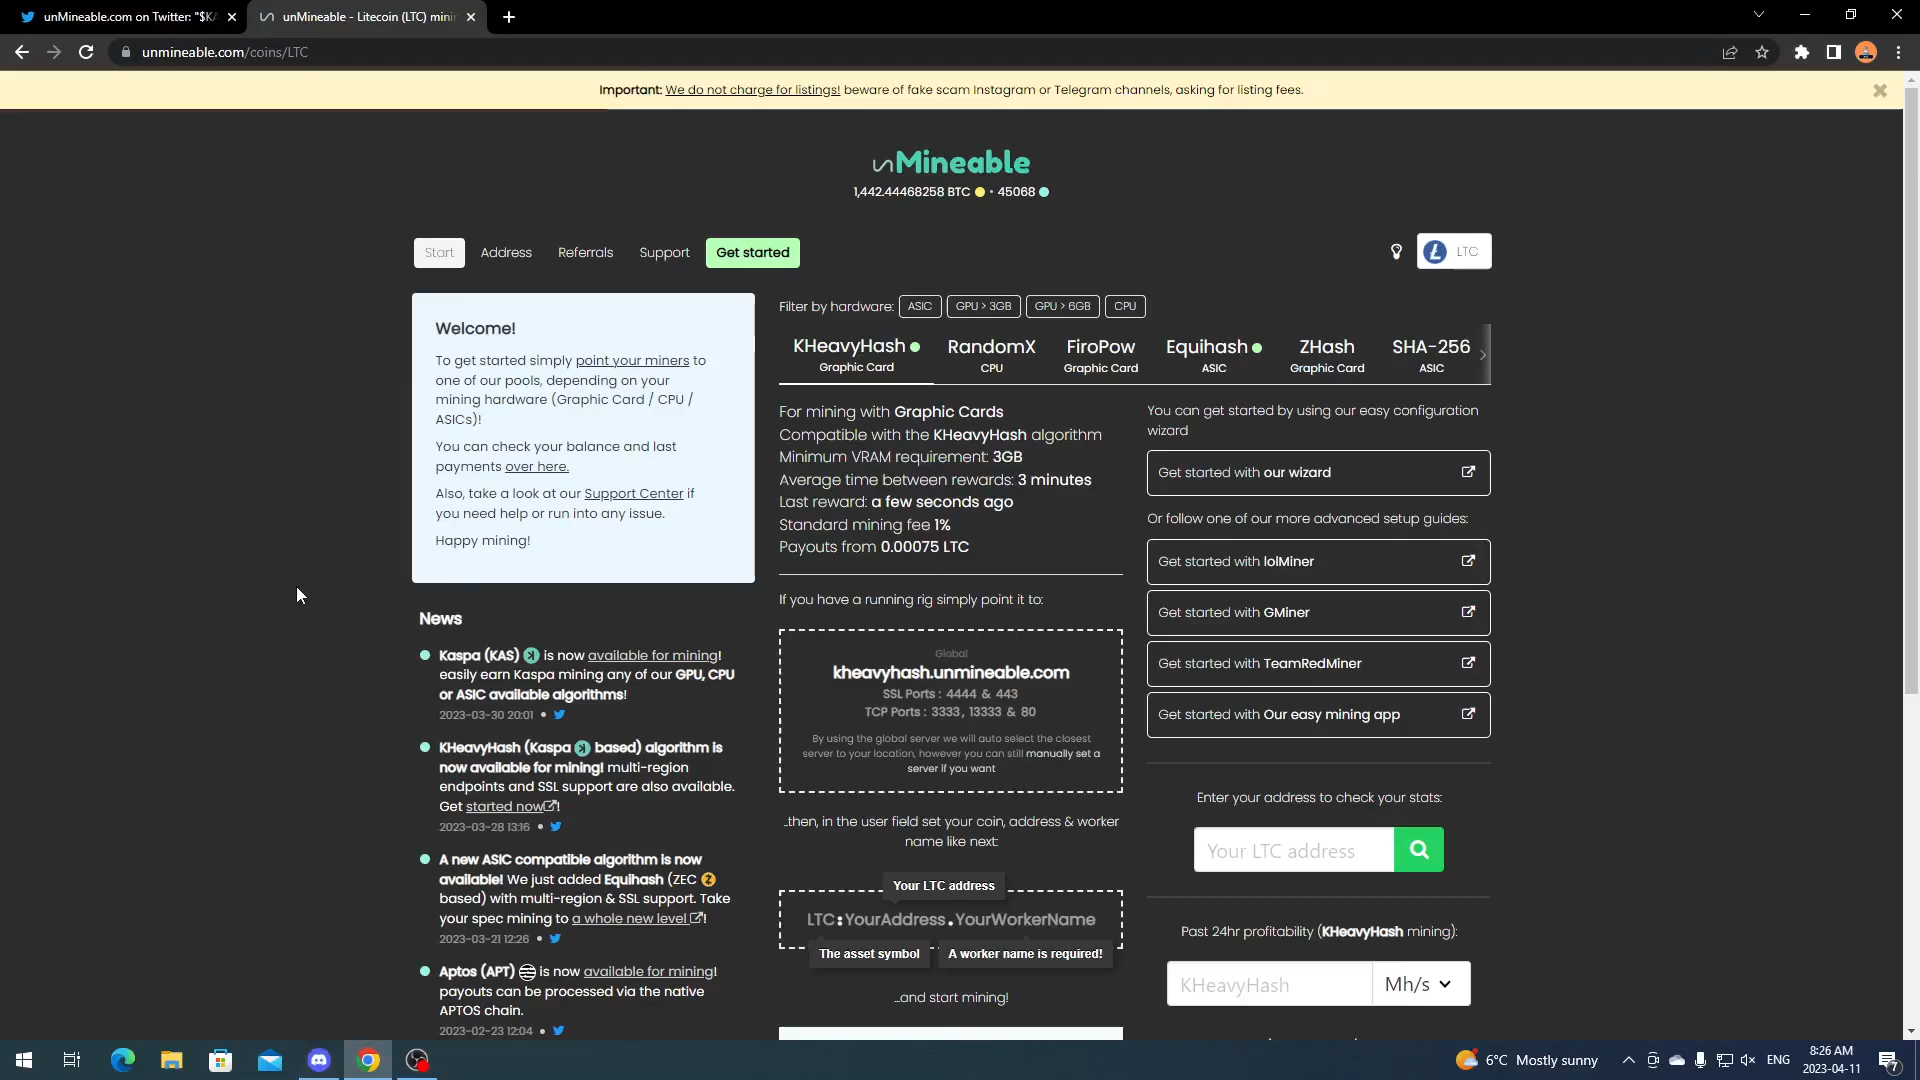 unMineable.com on Twitter: "$KA
unMineable - Litecoin (LTC) mini
unmineable.com/coins/LTC
Important: We do not charge for listings! beware of fake scam Instagram or Telegram channels, asking for listing fees.
unMineable
1,442.44468258 BTC • 45068
Start
Address
Referrals
Support
Get started
LTC
Welcome!
To get started simply point your miners to
one of our pools, depending on your
mining hardware (Graphic Card / CPU /
ASICs)!
You can check your balance and last
payments over here.
Also, take a look at our Support Center if
you need help or run into any issue.
Happy mining!
News
Kaspa (KAS) is now available for mining!
easily earn Kaspa mining any of our GPU, CPU
or ASIC available algorithms!
2023-03-30 20:01 •
KHeavyHash (Kaspa based) algorithm is
now available for mining! multi-region
endpoints and SSL support are also available.
Get started now!
2023-03-28 13:16 •
A new ASIC compatible algorithm is now
available! We just added Equihash (ZEC
based) with multi-region & SSL support. Take
your spec mining to a whole new level!
2023-03-21 12:26 •
Aptos (APT) is now available for mining!
payouts can be processed via the native
APTOS chain.
2023-02-23 12:04 •
Filter by hardware: ASIC GPU > 3GB GPU > 6GB CPU
KHeavyHash
Graphic Card
RandomX
CPU
FiroPow
Graphic Card
Equihash
ASIC
ZHash
Graphic Card
SHA-256
ASIC
For mining with Graphic Cards
Compatible with the KHeavyHash algorithm
Minimum VRAM requirement: 3GB
Average time between rewards: 3 minutes
Last reward: a few seconds ago
Standard mining fee 1%
Payouts from 0.00075 LTC
If you have a running rig simply point it to:
Global
kheavyhash.unmineable.com
SSL Ports : 4444 & 443
TCP Ports : 3333, 13333 & 80
By using the global server we will auto select the closest
server to your location, however you can still manually set a
server if you want
...then, in the user field set your coin, address & worker
name like next:
Your LTC address
LTC:YourAddress.YourWorkerName
The asset symbol
A worker name is required!
...and start mining!
You can get started by using our easy configuration
wizard
Get started with our wizard
Or follow one of our more advanced setup guides:
Get started with lolMiner
Get started with GMiner
Get started with TeamRedMiner
Get started with Our easy mining app
Enter your address to check your stats:
Your LTC address
Past 24hr profitability (KHeavyHash mining):
KHeavyHash
Mh/s
6°C Mostly sunny
ENG
8:26 AM
2023-04-11
7